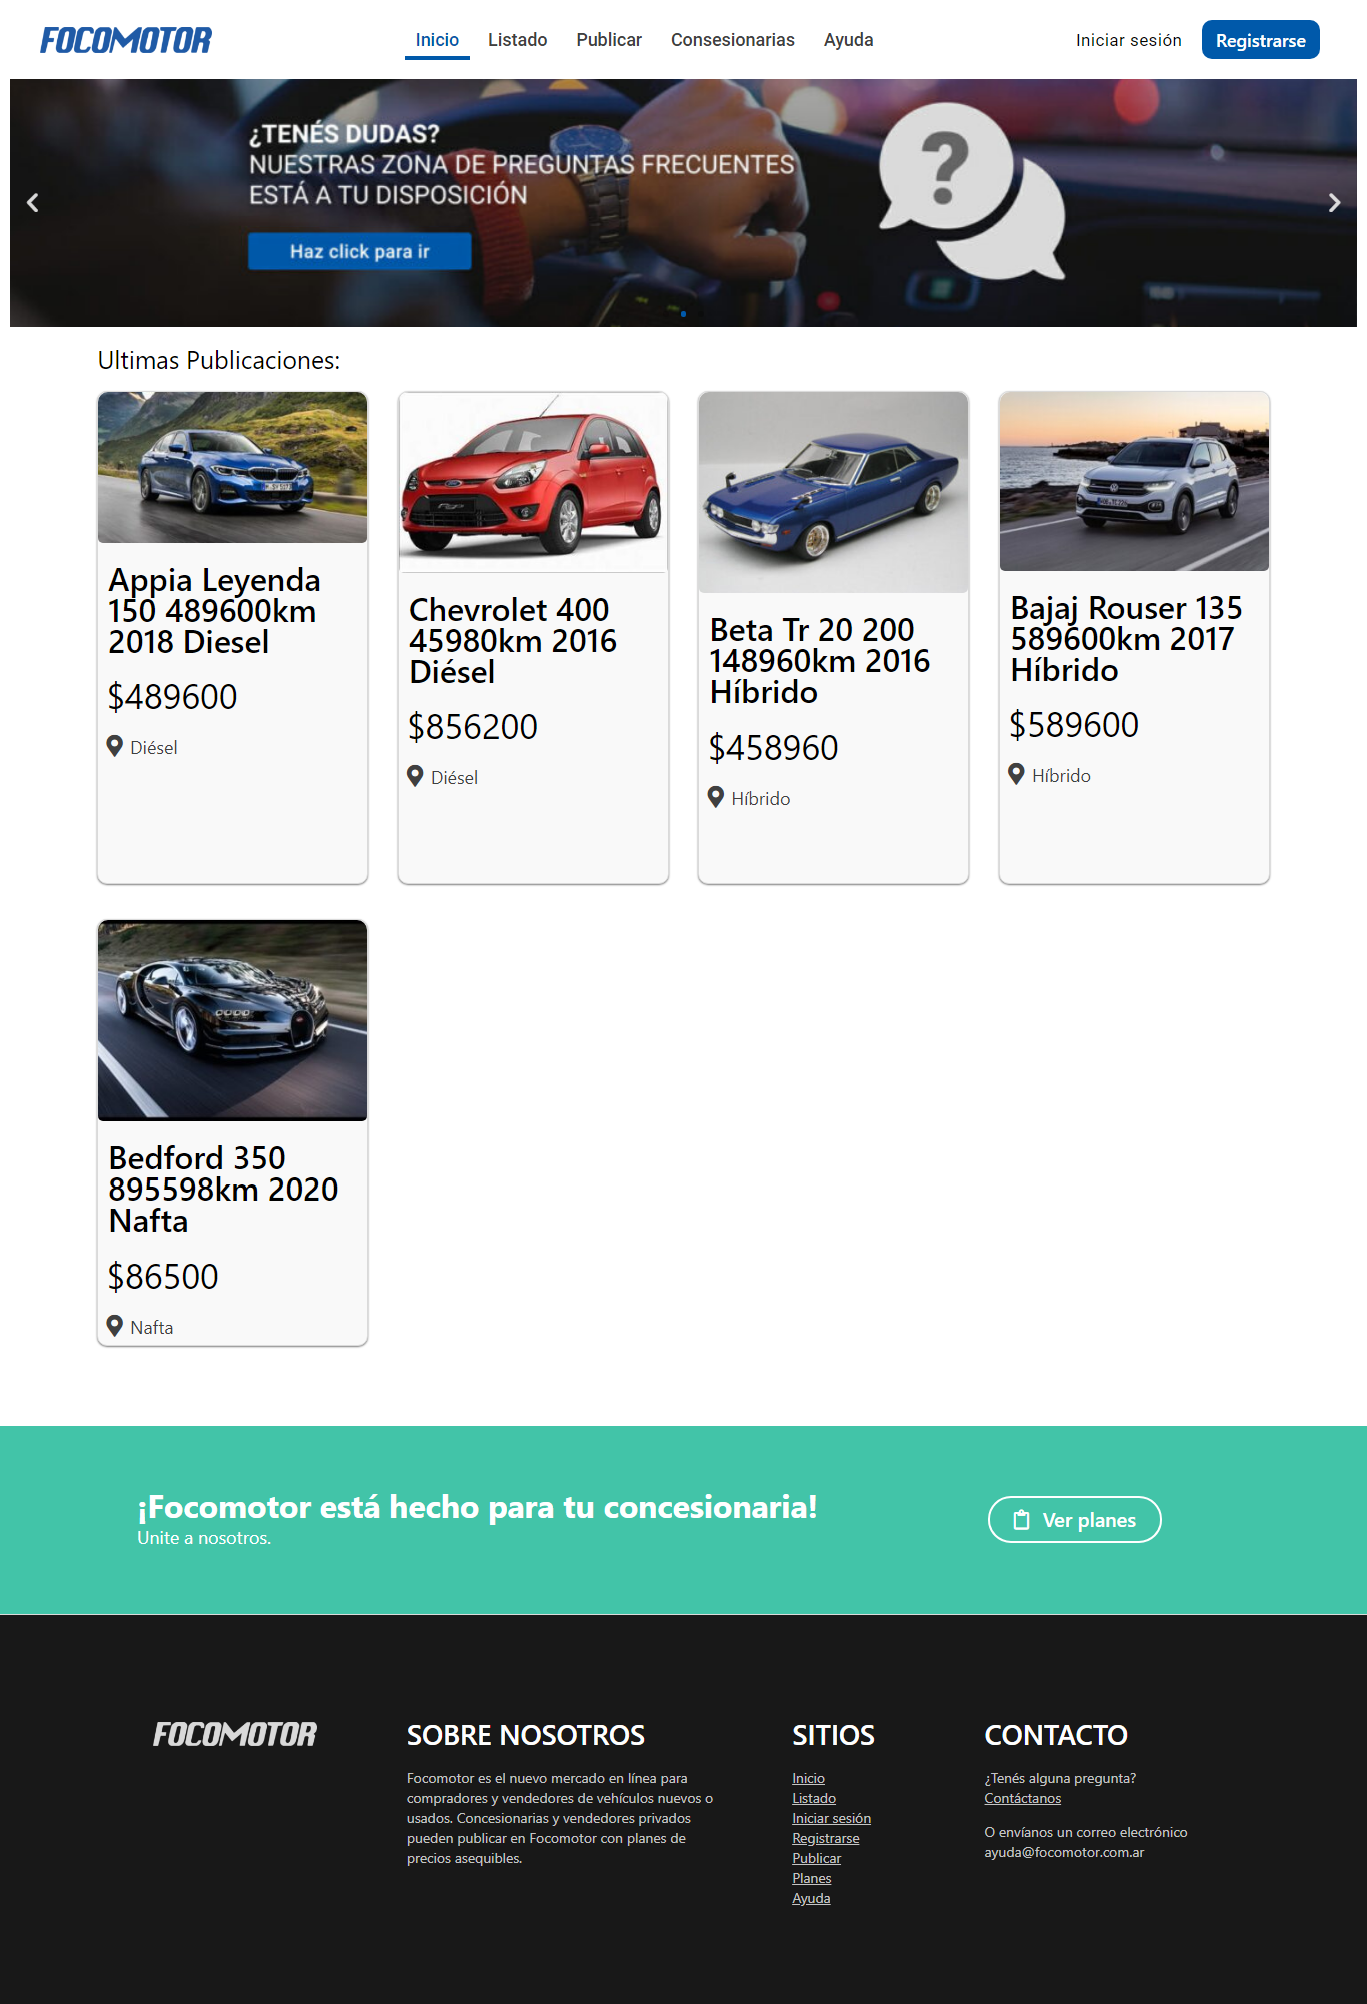 FOCOMOTOR
Inicio
Listado
Publicar
Consesionarias
Ayuda
Iniciar sesión
Registrarse
¿TENÉS DUDAS?
NUESTRAS ZONA DE PREGUNTAS FRECUENTES
ESTÁ A TU DISPOSICIÓN
?
Haz click para ir
Ultimas Publicaciones:
Appia Leyenda
150 489600km
2018 Diesel
$489600
Diésel
Chevrolet 400
45980km 2016
Diésel
$856200
Diésel
Beta Tr 20 200
148960km 2016
Híbrido
$458960
Híbrido
Bajaj Rouser 135
589600km 2017
Híbrido
$589600
Híbrido
Bedford 350
895598km 2020
Nafta
$86500
Nafta
¡Focomotor está hecho para tu concesionaria!
Unite a nosotros.
Ver planes
FOCOMOTOR
SOBRE NOSOTROS
Focomotor es el nuevo mercado en línea para
compradores y vendedores de vehículos nuevos o
usados. Concesionarias y vendedores privados
pueden publicar en Focomotor con planes de
precios asequibles.
SITIOS
Inicio
Listado
Iniciar sesión
Registrarse
Publicar
Planes
Ayuda
CONTACTO
¿Tenés alguna pregunta?
Contáctanos
O envíanos un correo electrónico
ayuda@focomotor.com.ar